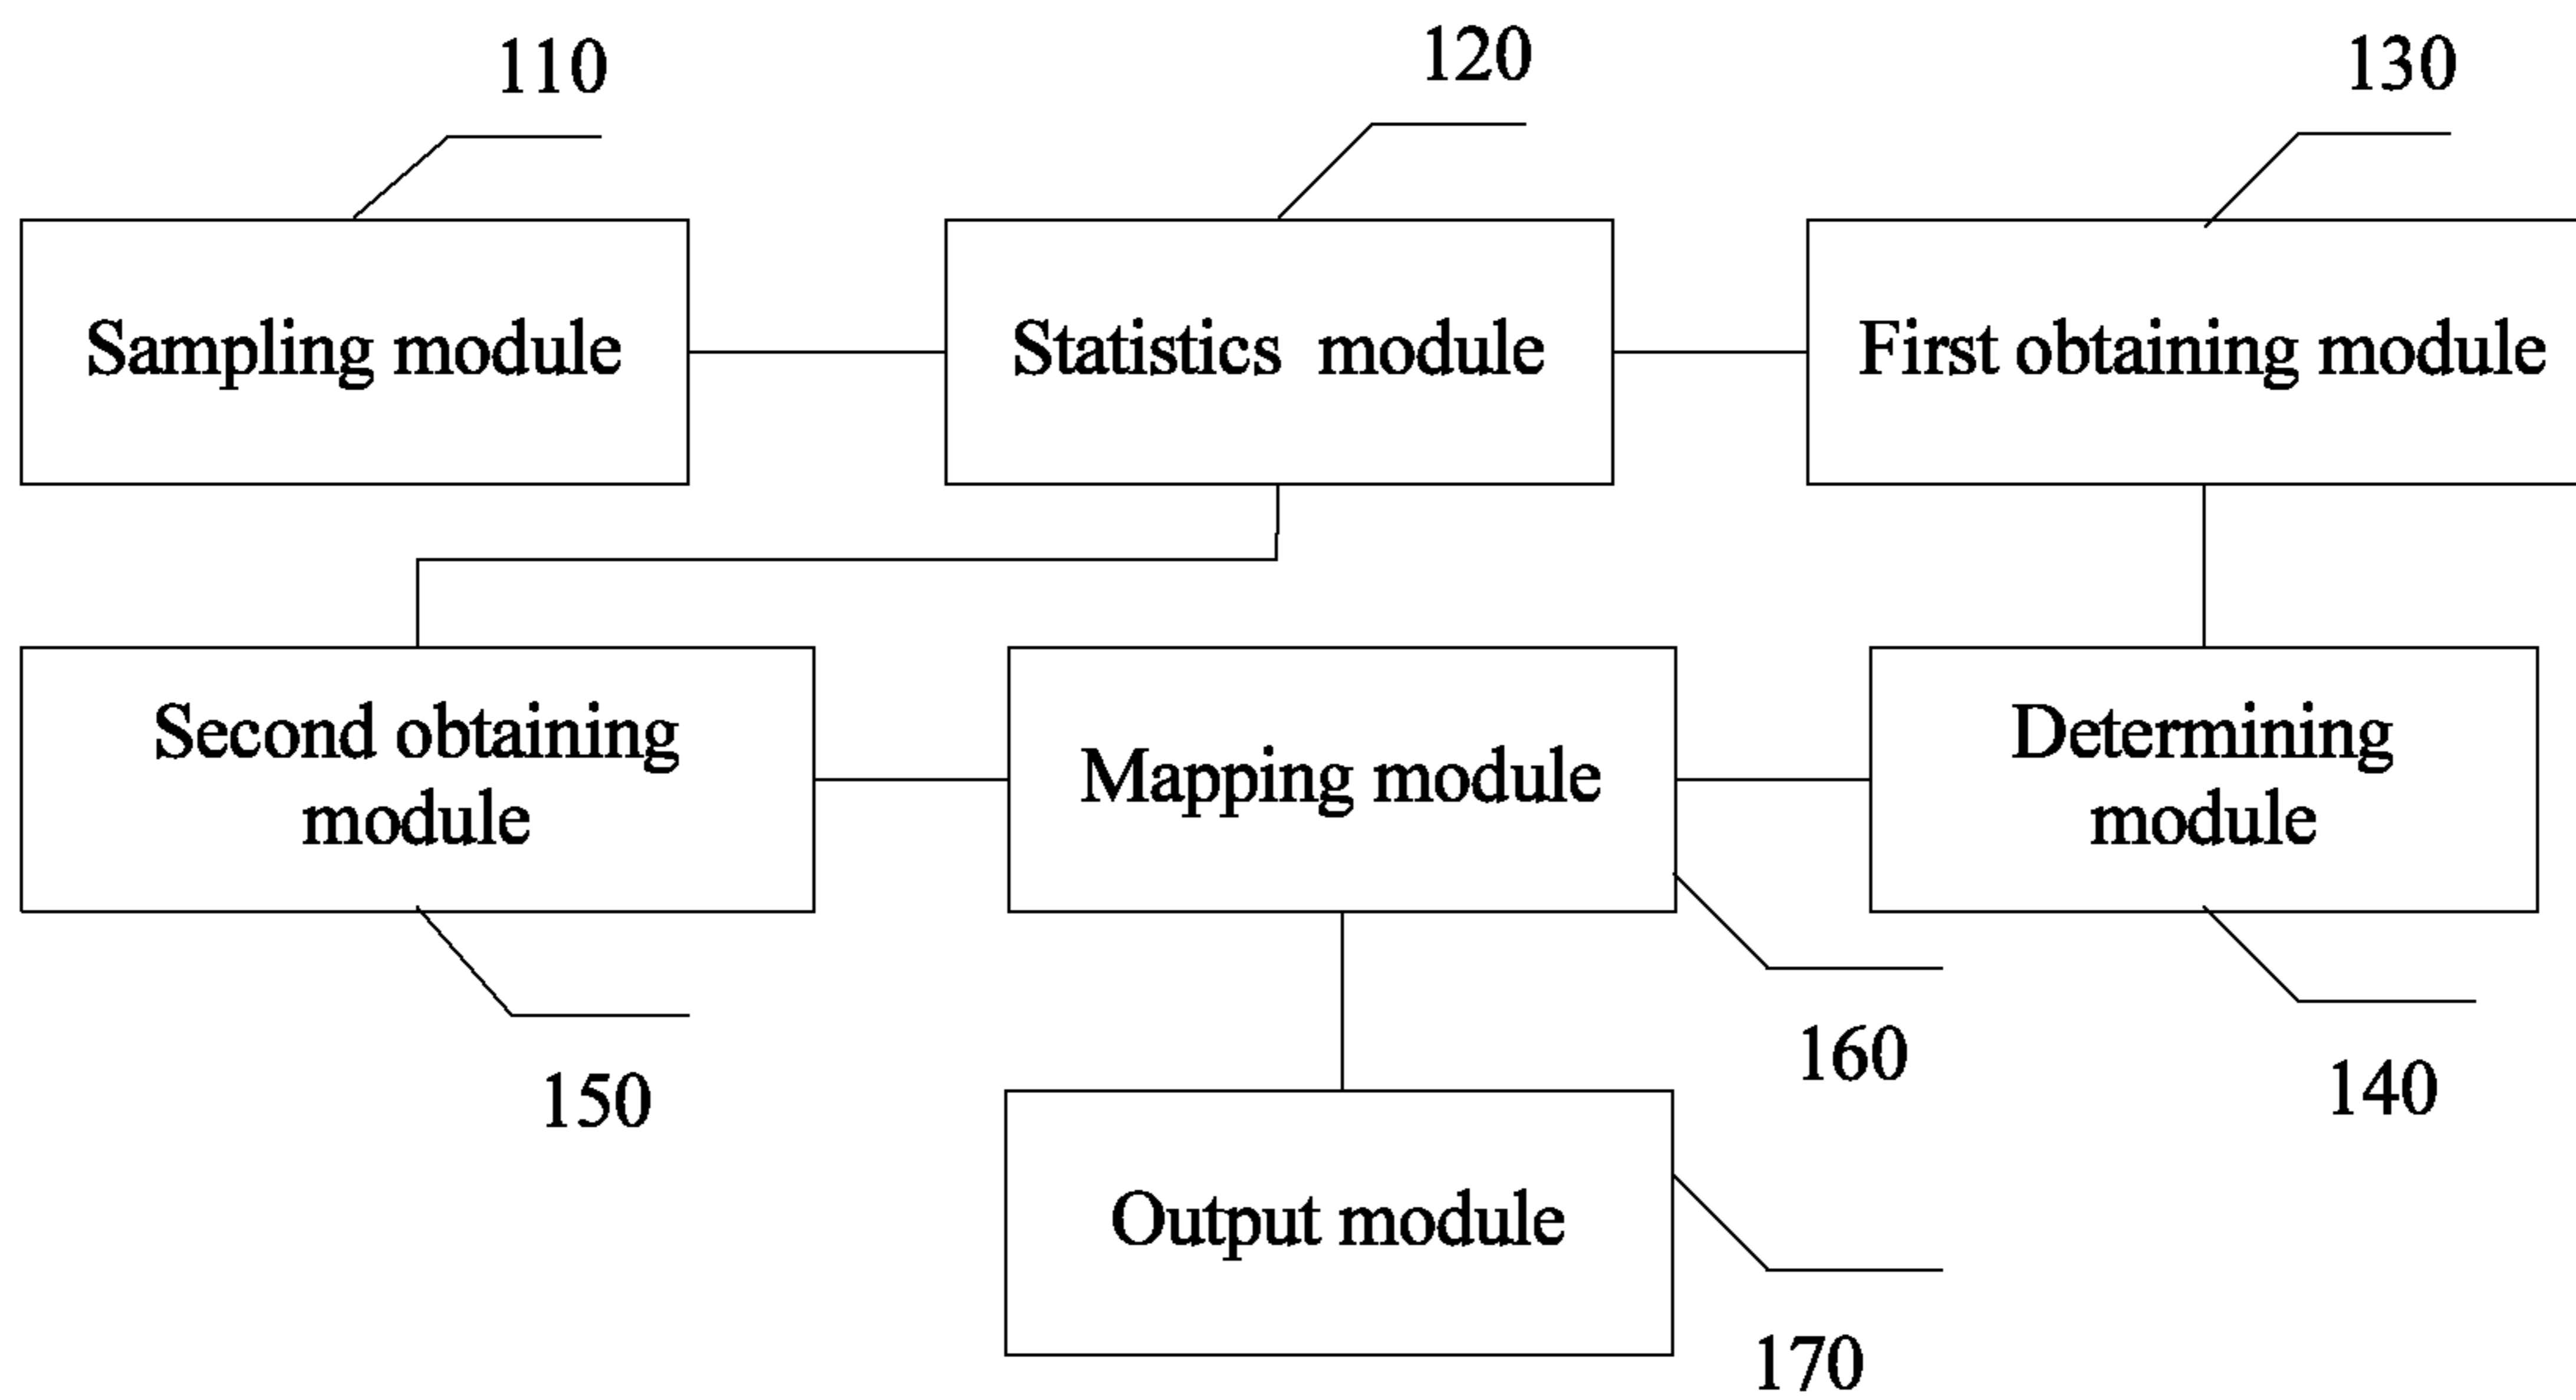 110
120
130
Sampling module
Statistics module
First obtaining module
Second obtaining
module
Mapping module
Determining
module
150
160
140
Output module
170